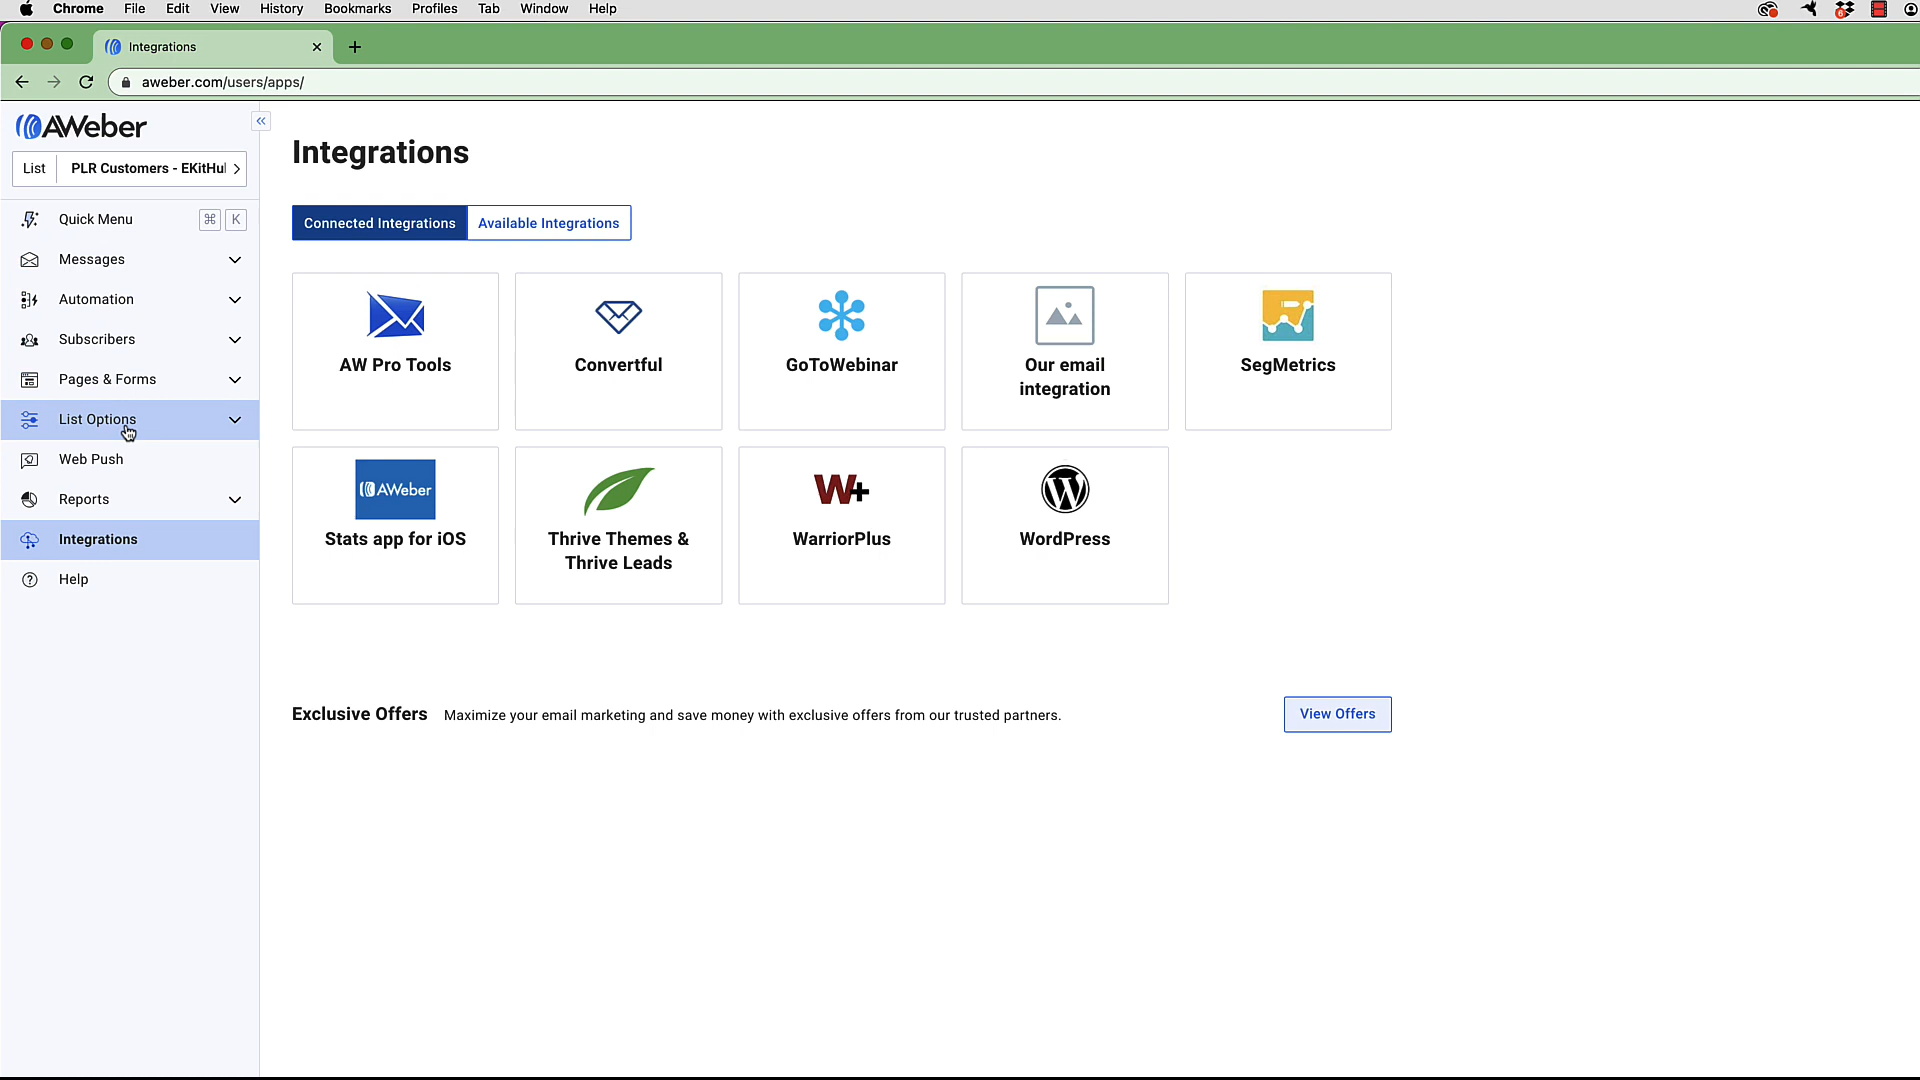 Chrome File Edit View History Bookmarks Profiles Tab Window Help
6
Integrations
aweber.com/users/apps/
AWeber
List PLR Customers - EKitHul
Quick Menu ⌘ K
Messages
Automation
Subscribers
Pages & Forms
List Options
Web Push
Reports
Integrations
Help
Integrations
Connected Integrations Available Integrations
AW Pro Tools
Convertful
GoToWebinar
Our email
integration
SegMetrics
AWeber
Stats app for iOS
Thrive Themes &
Thrive Leads
W+
WarriorPlus
WordPress
Exclusive Offers Maximize your email marketing and save money with exclusive offers from our trusted partners.
View Offers